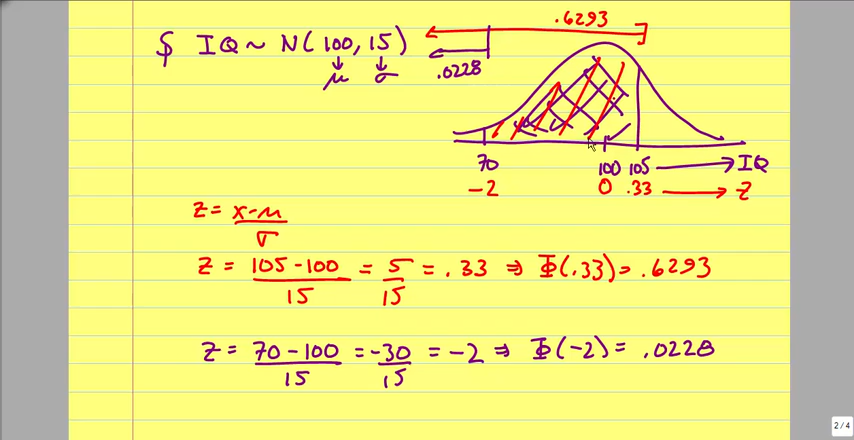 .6293
$ IQ ~ N(100, 15)
μ σ
.0228
70 100 105 → IQ
-2 0 .33 → Z
Z = x-μ / σ
Z = 105-100 / 15 = 5 / 15 = .33 ⇒ Φ(.33) = .6293
Z = 70-100 / 15 = -30 / 15 = -2 ⇒ Φ(-2) = .0228
2 / 4